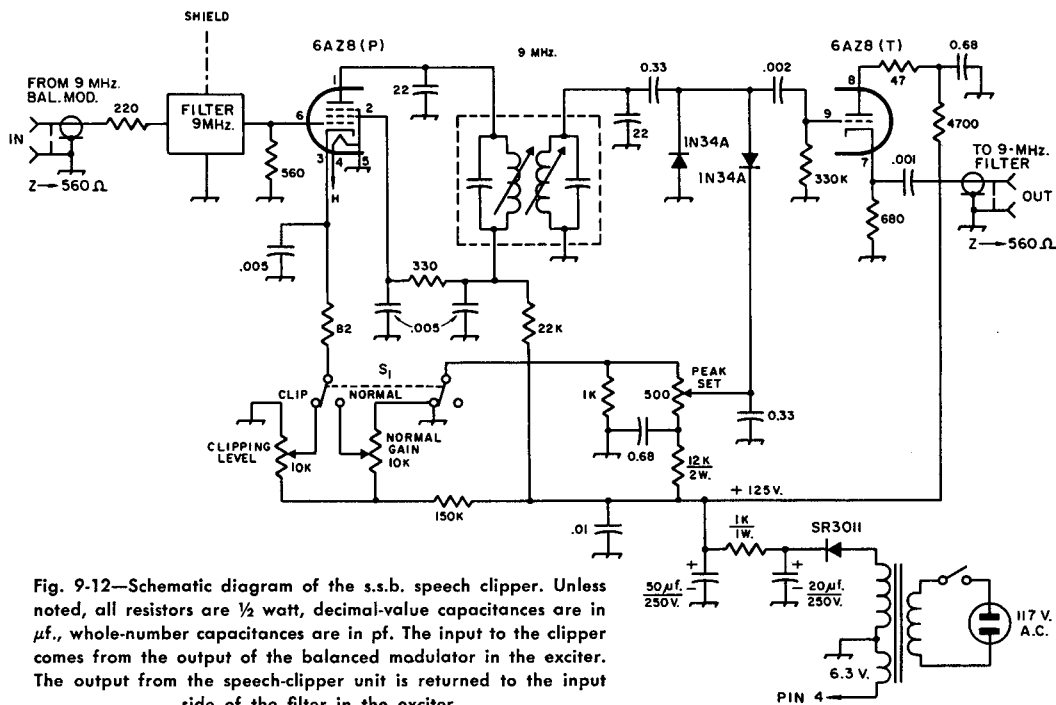 SHIELD
6AZ8 (P)
6AZ8 (T)
9 MHz.
0.68
FROM 9 MHz.
BAL. MOD.
IN
220
FILTER
9MHz.
Z → 560 Ω
560
1
2
3
4
5
6
H
22
0.33
.002
22
1N34A
1N34A
8
9
7
47
330K
4700
TO 9-MHz.
FILTER
.001
OUT
680
Z → 560 Ω
.005
330
.005
82
22K
S1
CLIP
NORMAL
CLIPPING
LEVEL
10K
NORMAL
GAIN
10K
1K
500
PEAK
SET
0.33
0.68
12K
2W.
150K
.01
+125V.
1K
1W.
SR3011
+
50 μf.
250V.
–
+
20 μf.
250V.
–
117 V.
A.C.
6.3 V.
PIN 4
Fig. 9-12—Schematic diagram of the s.s.b. speech clipper. Unless
noted, all resistors are ½ watt, decimal-value capacitances are in
μf., whole-number capacitances are in pf. The input to the clipper
comes from the output of the balanced modulator in the exciter.
The output from the speech-clipper unit is returned to the input
side of the filter in the exciter